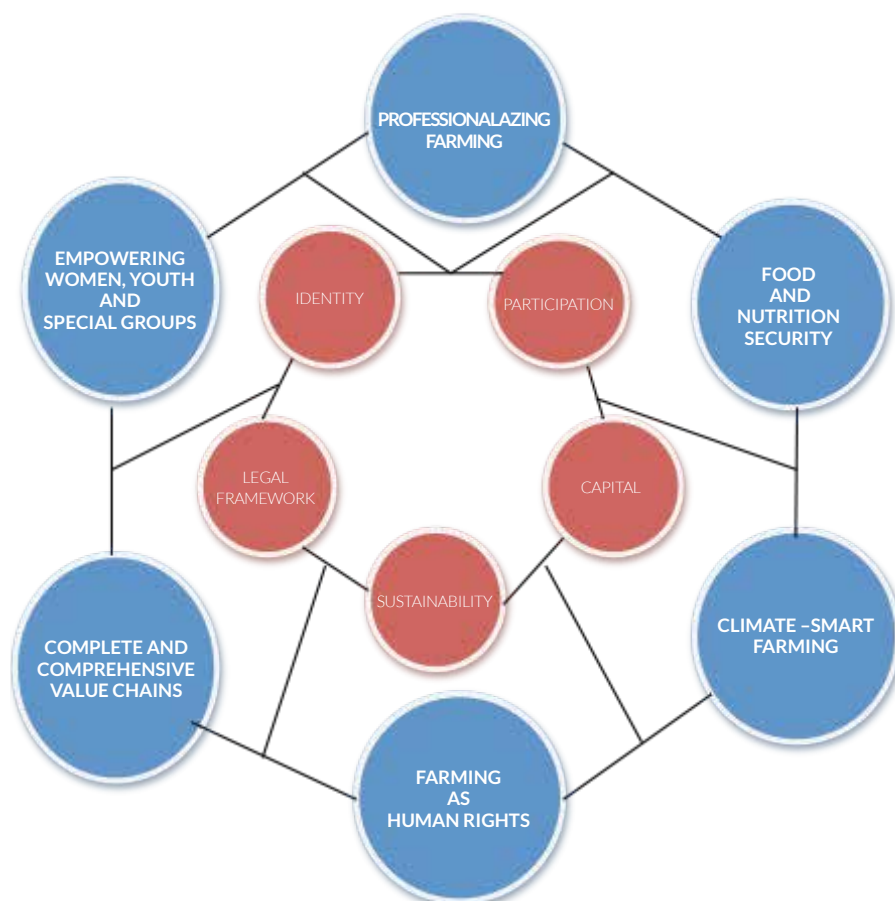 PROFESSIONALAZING
FARMING
EMPOWERING
WOMEN, YOUTH
AND
SPECIAL GROUPS
FOOD
AND
NUTRITION
SECURITY
IDENTITY
PARTICIPATION
LEGAL
FRAMEWORK
CAPITAL
SUSTAINABILITY
COMPLETE AND
COMPREHENSIVE
VALUE CHAINS
CLIMATE –SMART
FARMING
FARMING
AS
HUMAN RIGHTS